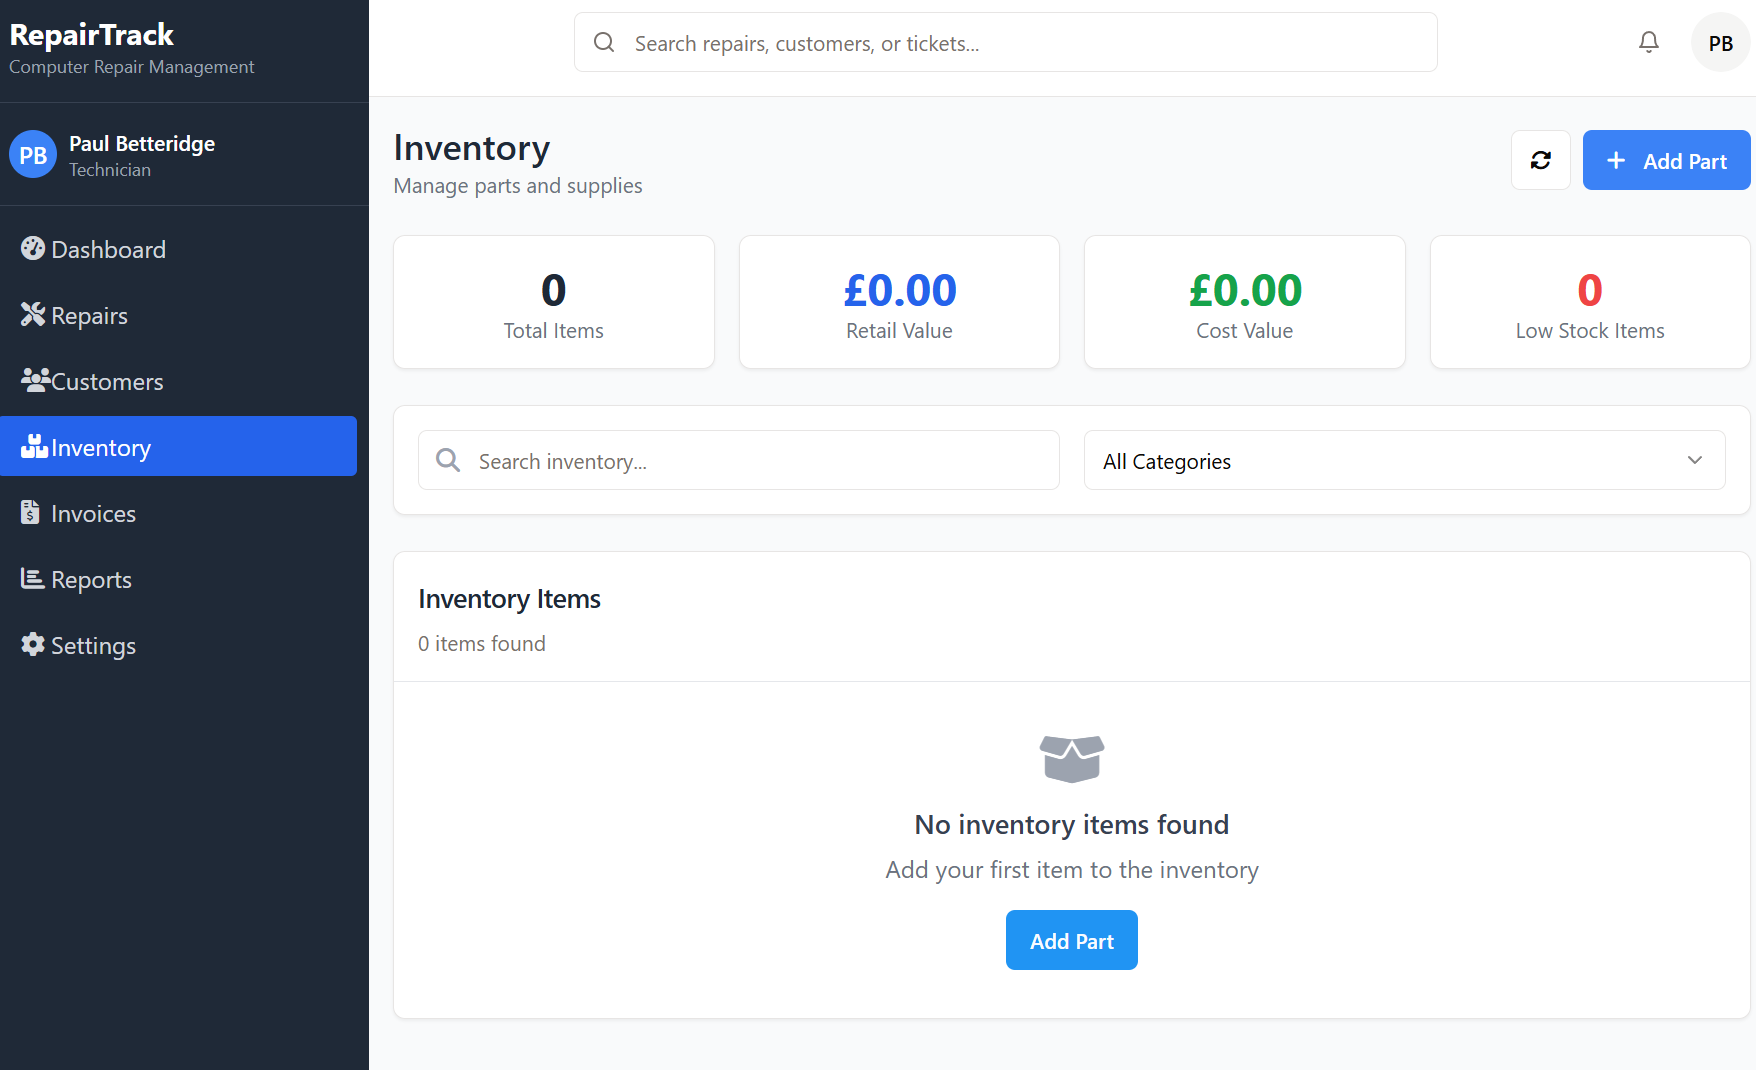 RepairTrack
Computer Repair Management
PB
Paul Betteridge
Technician
Dashboard
Repairs
Customers
Inventory
Invoices
Reports
Settings
Search repairs, customers, or tickets...
PB
Inventory
Manage parts and supplies
Add Part
0
Total Items
£0.00
Retail Value
£0.00
Cost Value
0
Low Stock Items
Search inventory...
All Categories
Inventory Items
0 items found
No inventory items found
Add your first item to the inventory
Add Part